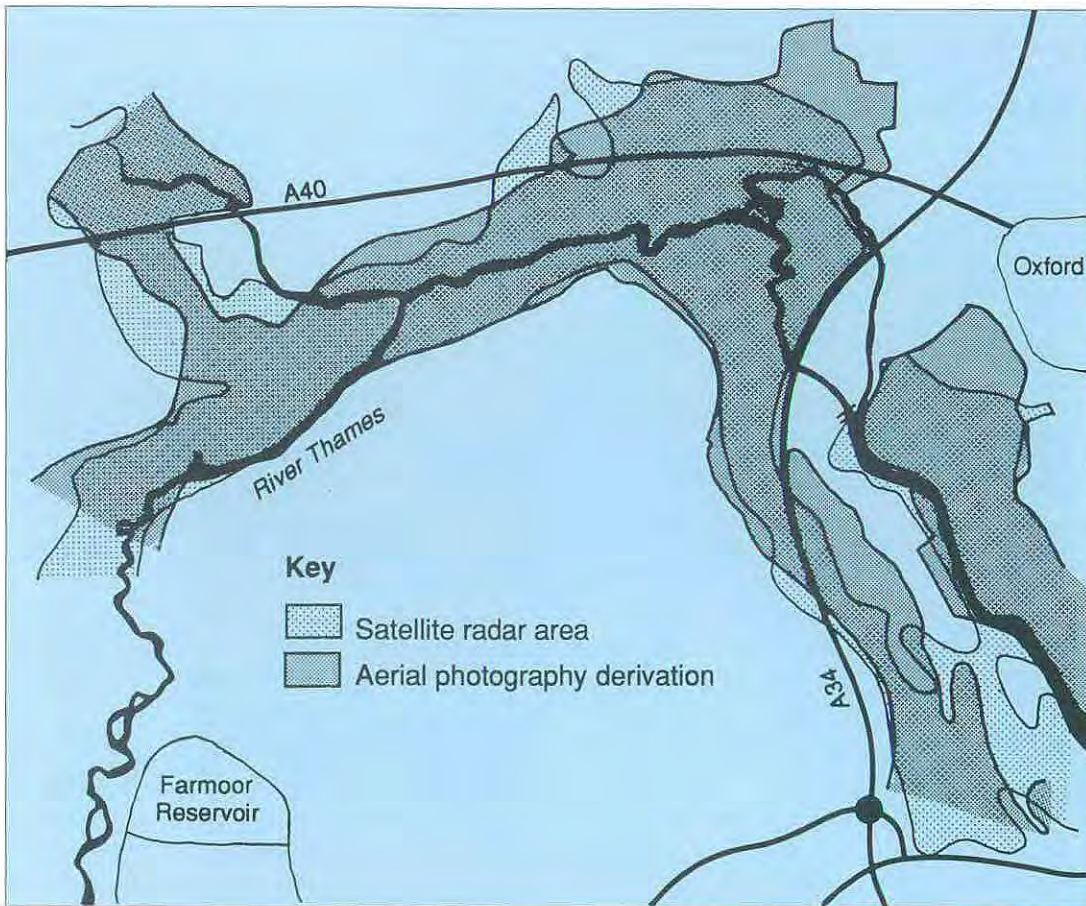 A40
Oxford
River Thames
Key
Satellite radar area
Aerial photography derivation
A34
Farmoor
Reservoir